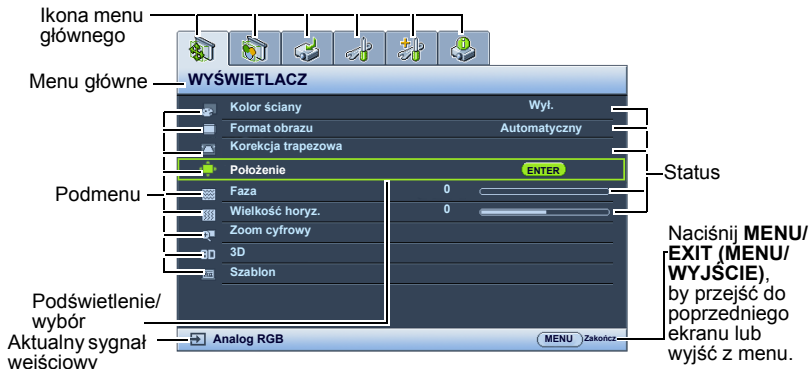 Ikona menu
głównego
Menu główne
WYŚWIETLACZ
Kolor ściany Wył.
Format obrazu Automatyczny
Korekcja trapezowa
Położenie ENTER
Faza 0
Wielkość horyz. 0
Zoom cyfrowy
3D
Szablon
Podmenu
Status
Podświetlenie/
wybór
Aktualny sygnał
wejściowy
Analog RGB
MENU Zakończ
Naciśnij MENU/
EXIT (MENU/
WYJŚCIE),
by przejść do
poprzedniego
ekranu lub
wyjść z menu.